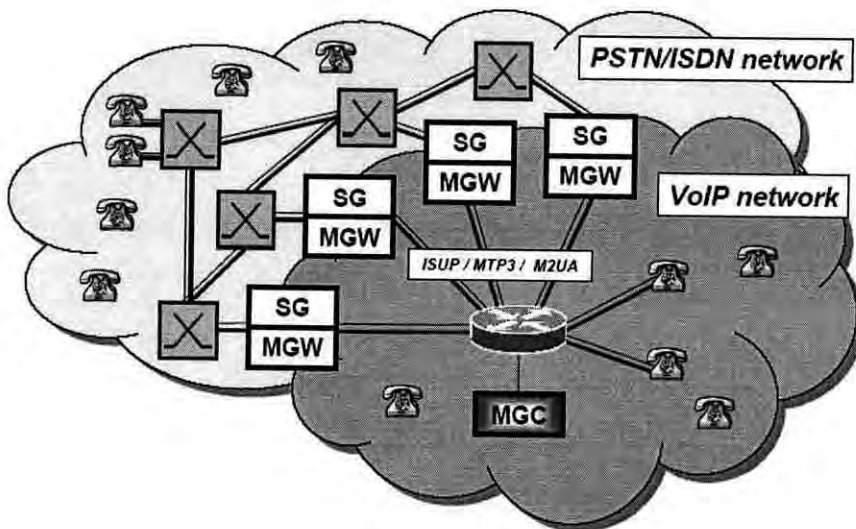 PSTN/ISDN network
SG
MGW
SG
MGW
SG
MGW
VoIP network
ISUP / MTP3 / M2UA
SG
MGW
MGC